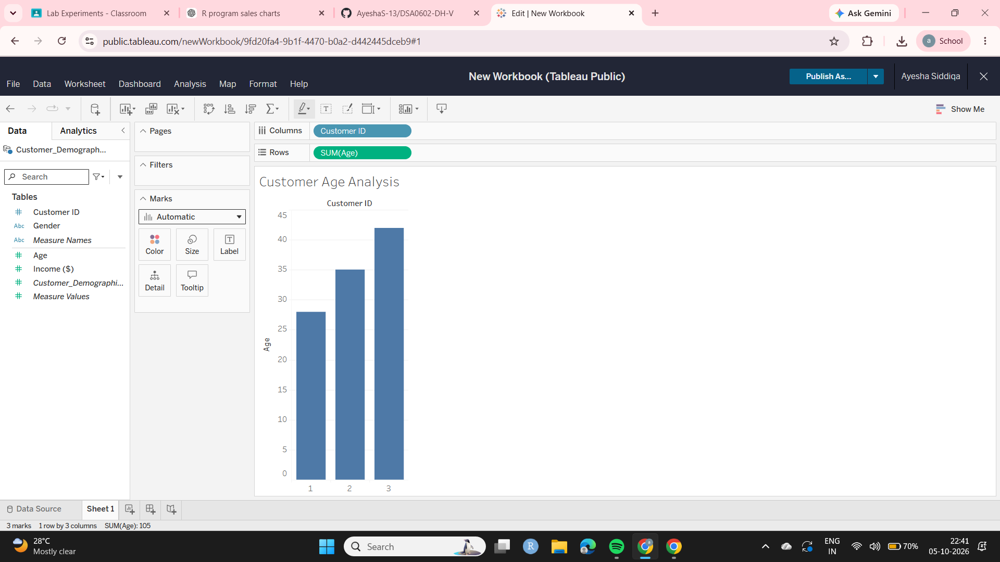 Lab Experiments - Classroom
R program sales charts
AyeshaS-13/DSA0602-DH-V
Edit | New Workbook
Ask Gemini
public.tableau.com/newWorkbook/9fd20fa4-9b1f-4470-b0a2-d442445dceb9#1
a
School
File
Data
Worksheet
Dashboard
Analysis
Map
Format
Help
New Workbook (Tableau Public)
Publish As...
Ayesha Siddiqa
Show Me
Data
Analytics
Customer_Demograph...
Search
Tables
Customer ID
Abc Gender
Abc Measure Names
Age
Income ($)
Customer_Demographi...
Measure Values
Pages
Filters
Marks
Automatic
Color
Size
Label
Detail
Tooltip
Columns
Customer ID
Rows
SUM(Age)
Customer Age Analysis
Customer ID
45
40
35
30
25
20
15
10
5
0
Age
1
2
3
Data Source
Sheet 1
3 marks
1 row by 3 columns
SUM(Age): 105
28°C
Mostly clear
Search
R
a
ENG
IN
70%
22:41
05-10-2026